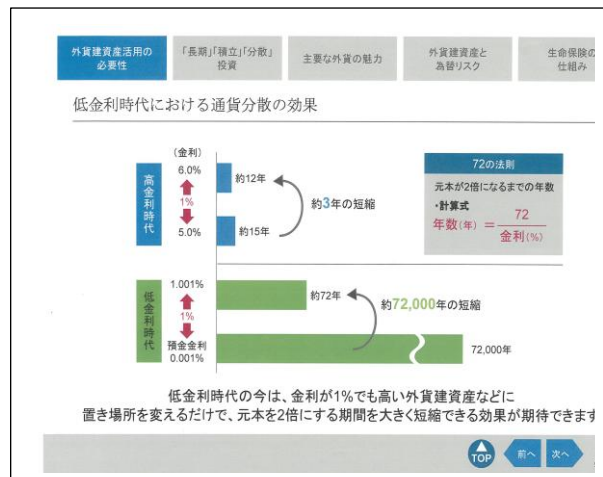 外貨建資産活用の
必要性
「長期」「積立」「分散」
投資
主要な外貨の魅力
外貨建資産と
為替リスク
生命保険の
仕組み
低金利時代における通貨分散の効果
(金利)
高金利時代
6.0%
1%
5.0%
約12年
約15年
約3年の短縮
72の法則
元本が2倍になるまでの年数
・計算式
年数(年) = 72
金利(%)
低金利時代
1.001%
1%
預金金利
0.001%
約72年
72,000年
約72,000年の短縮
低金利時代の今は、金利が1%でも高い外貨建資産などに
置き場所を変えるだけで、元本を2倍にする期間を大きく短縮できる効果が期待できます
TOP
前へ
次へ